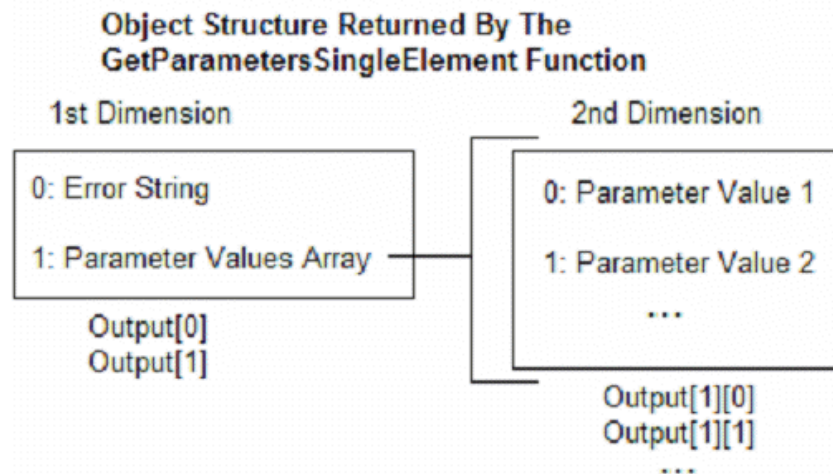 Object Structure Returned By The
GetParametersSingleElement Function
1st Dimension
0: Error String
1: Parameter Values Array
Output[0]
Output[1]
2nd Dimension
0: Parameter Value 1
1: Parameter Value 2
...
Output[1][0]
Output[1][1]
...